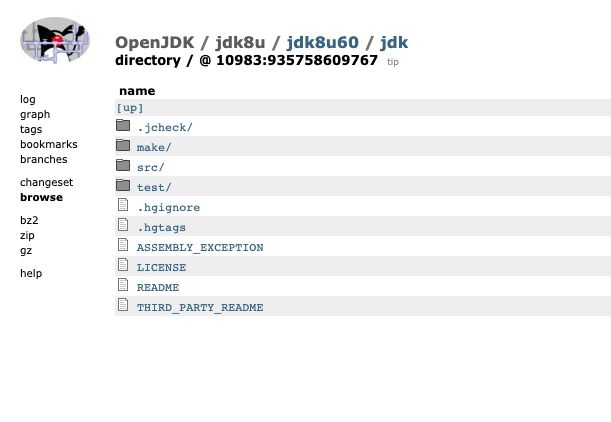 OpenJDK / jdk8u / jdk8u60 / jdk
directory / @ 10983:935758609767 tip
log
graph
tags
bookmarks
branches
changeset
browse
bz2
zip
gz
help
name
[up]
.jcheck/
make/
src/
test/
.hgignore
.hgtags
ASSEMBLY_EXCEPTION
LICENSE
README
THIRD_PARTY_README